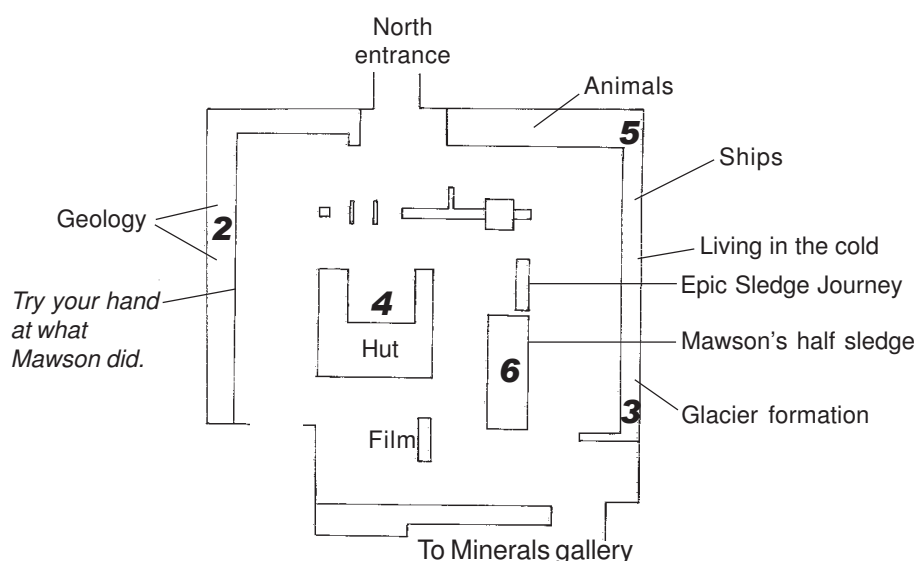 North
entrance
Animals
5
Ships
Geology
2
Living in the cold
Epic Sledge Journey
Try your hand
at what
Mawson did.
4
Hut
Mawson's half sledge
6
3
Glacier formation
Film
To Minerals gallery